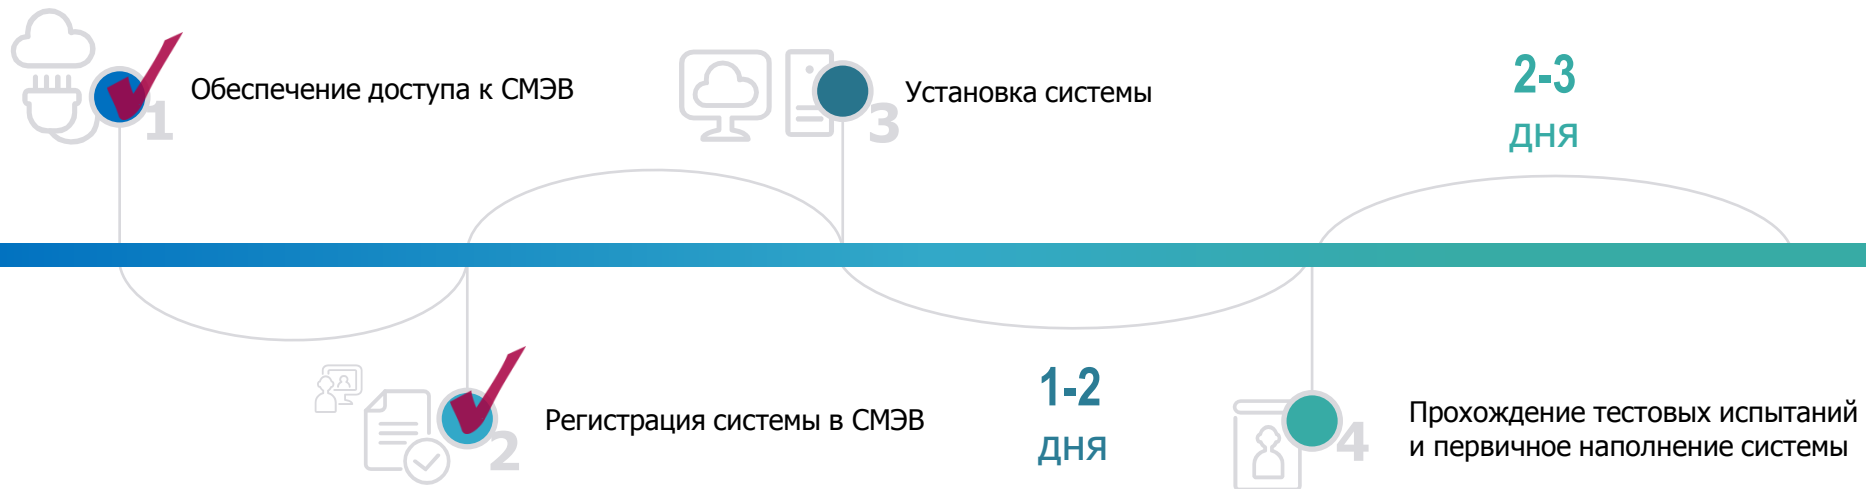 1
Обеспечение доступа к СМЭВ
2
Регистрация системы в СМЭВ
3
Установка системы
1-2
дня
4
Прохождение тестовых испытаний
и первичное наполнение системы
2-3
дня